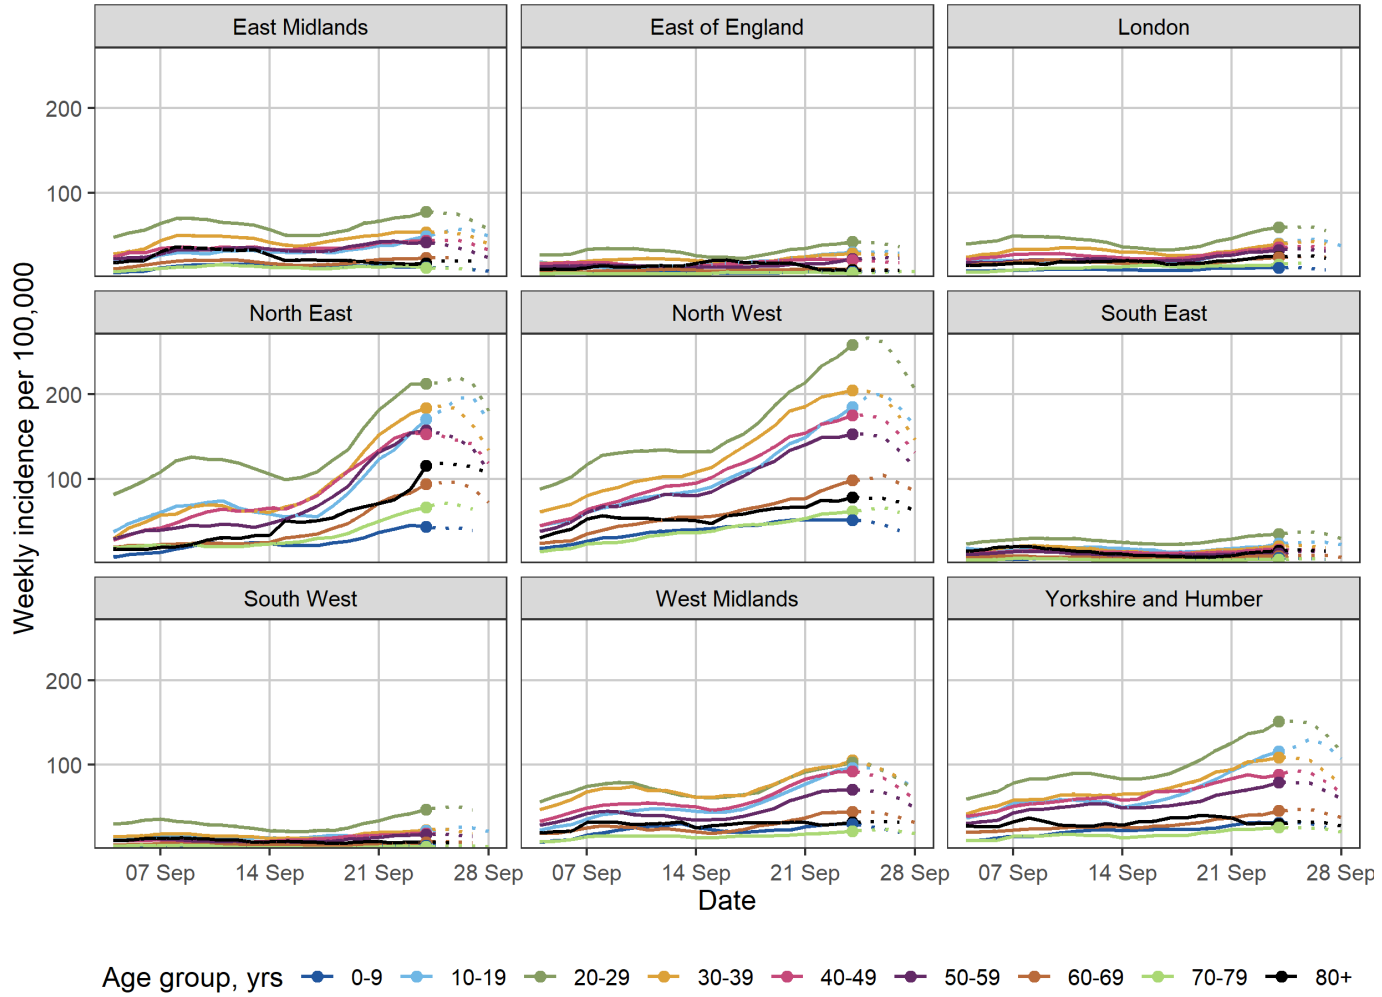 East Midlands
East of England
London
200
100
North East
North West
South East
200
100
South West
West Midlands
Yorkshire and Humber
200
100
07 Sep 14 Sep 21 Sep 28 Sep
07 Sep 14 Sep 21 Sep 28 Sep
07 Sep 14 Sep 21 Sep 28 Sep
Weekly incidence per 100,000
Date
Age group, yrs 0-9 10-19 20-29 30-39 40-49 50-59 60-69 70-79 80+